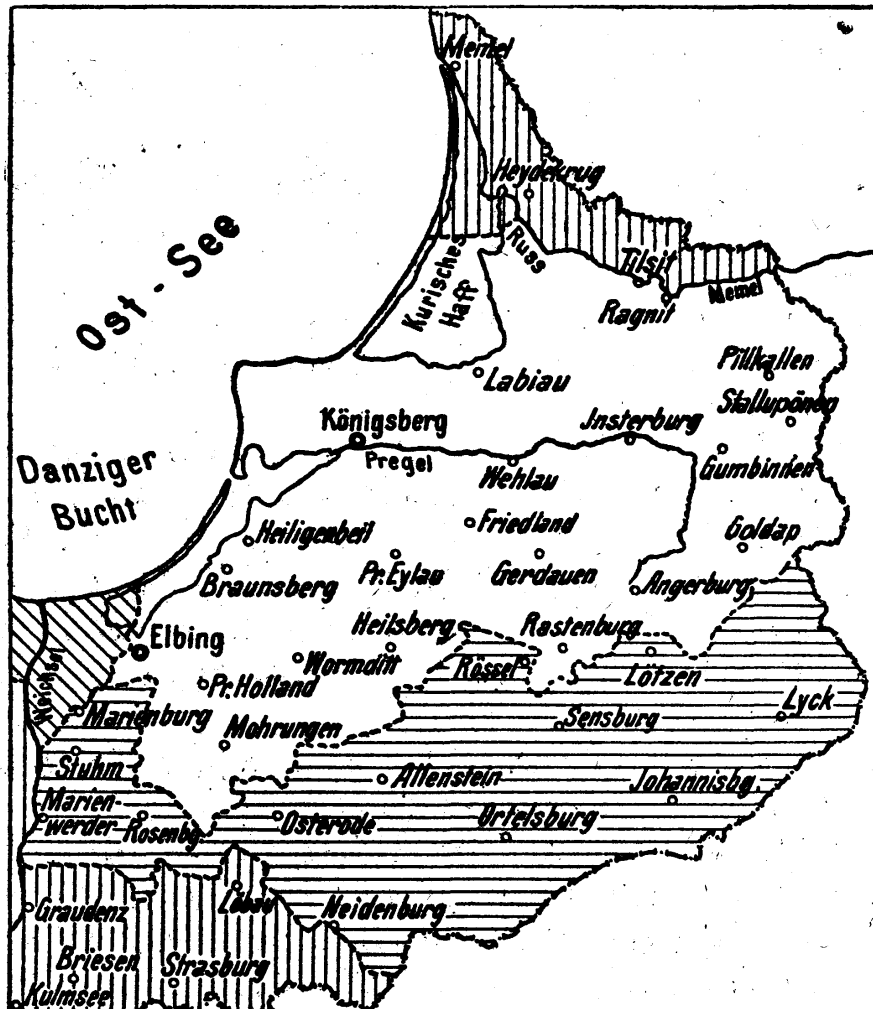 Memel
Heydekrug
Ost-See
Kurisches
Haff
Russ
Tilsit
Ragnit
Memel
Pillkallen
Stallupönen
Labiau
Königsberg
Pregel
Jnsterburg
Wehlau
Gumbinnen
Danziger
Bucht
Friedland
Heiligenbeil
Goldap
Braunsberg
Pr. Eylau
Gerdauen
Angerburg
Heilsberg
Rastenburg
Elbing
Wormditt
Rössel
Lötzen
Weichsel
Pr. Holland
Marienburg
Sensburg
Lyck
Mohrungen
Stuhm
Allenstein
Johannisbg.
Marien-
werder
Rosenbg.
Osterode
Ortelsburg
Löbau
Graudenz
Neidenburg
Briesen
Strasburg
Kulmsee